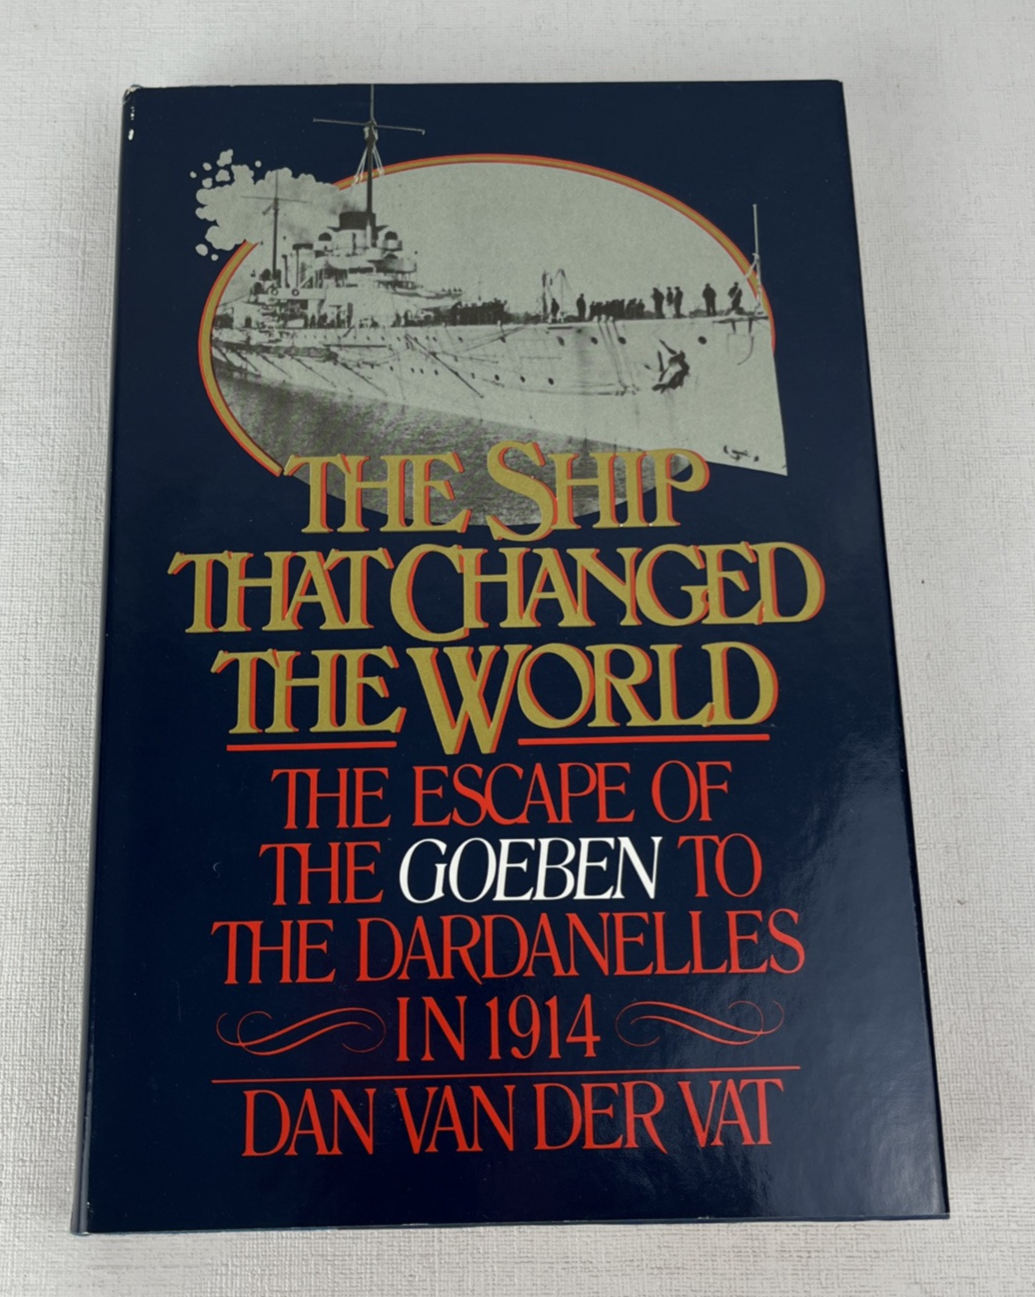 THE SHIP
THAT CHANGED
THE WORLD
THE ESCAPE OF
THE GOEBEN TO
THE DARDANELLES
IN 1914
DAN VAN DER VAT